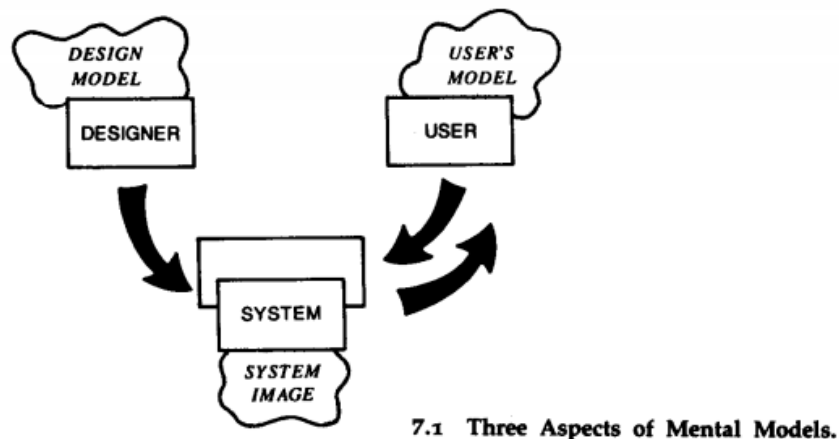 DESIGN
MODEL
DESIGNER
USER'S
MODEL
USER
SYSTEM
SYSTEM
IMAGE
7.1 Three Aspects of Mental Models.